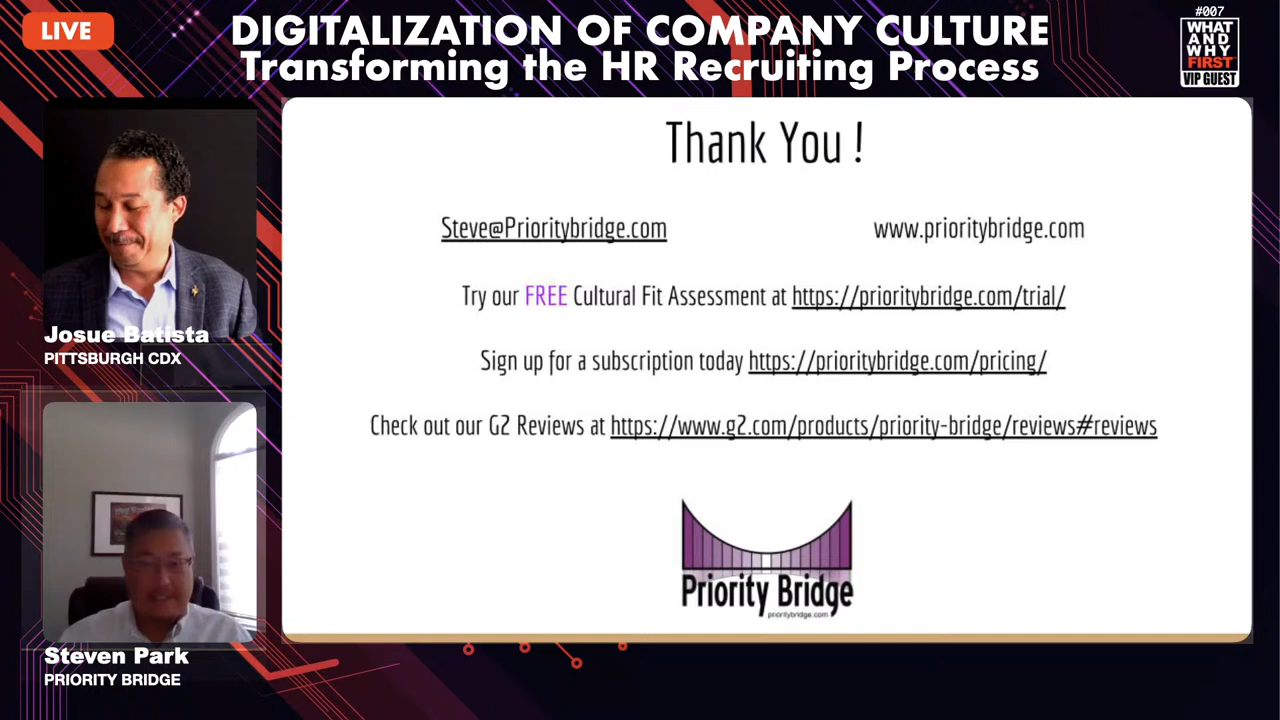 LIVE
DIGITALIZATION OF COMPANY CULTURE
Transforming the HR Recruiting Process
#007
WHAT
AND
WHY
FIRST
VIP GUEST
Thank You !
Steve@Prioritybridge.com
www.prioritybridge.com
Try our FREE Cultural Fit Assessment at https://prioritybridge.com/trial/
Sign up for a subscription today https://prioritybridge.com/pricing/
Check out our G2 Reviews at https://www.g2.com/products/priority-bridge/reviews#reviews
Priority Bridge
prioritybridge.com
Josue Batista
PITTSBURGH CDX
Steven Park
PRIORITY BRIDGE